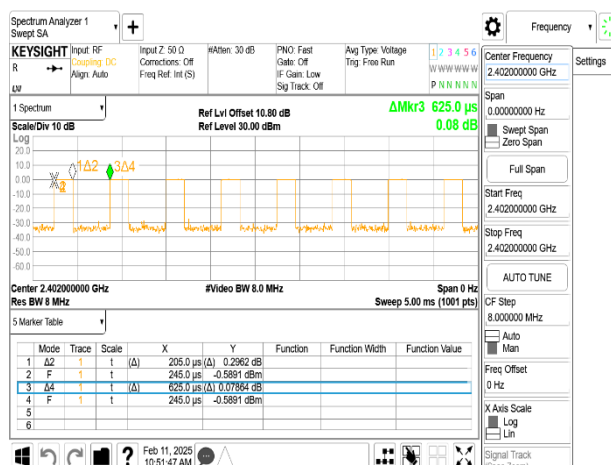 Spectrum Analyzer 1
Swept SA
Frequency
KEYSIGHT Input: RF Input Z: 50 Ω #Atten: 30 dB PNO: Fast Avg Type: Voltage 1 2 3 4 5 6
R Coupling: DC Corrections: Off Gate: Off Trig: Free Run
Align: Auto Freq Ref: Int (S) IF Gain: Low W W W W W W
Sig Track: Off P N N N N N
LXI
1 Spectrum
Ref Lvl Offset 10.80 dB ΔMkr3 625.0 µs
Scale/Div 10 dB Ref Level 30.00 dBm 0.08 dB
Log
20.0
10.0 1Δ2 3Δ4
0.00
-10.0
-20.0
-30.0
-40.0
-50.0
-60.0
Center 2.402000000 GHz #Video BW 8.0 MHz Span 0 Hz
Res BW 8 MHz Sweep 5.00 ms (1001 pts)
5 Marker Table
Mode Trace Scale X Y Function Function Width Function Value
1 Δ2 1 t (Δ) 205.0 µs (Δ) 0.2962 dB
2 F 1 t 245.0 µs -0.5891 dBm
3 Δ4 1 t (Δ) 625.0 µs (Δ) 0.07864 dB
4 F 1 t 245.0 µs -0.5891 dBm
5
6
Feb 11, 2025
10:51:47 AM
Center Frequency
2.402000000 GHz
Settings
Span
0.00000000 Hz
Swept Span
Zero Span
Full Span
Start Freq
2.402000000 GHz
Stop Freq
2.402000000 GHz
AUTO TUNE
CF Step
8.000000 MHz
Auto
Man
Freq Offset
0 Hz
X Axis Scale
Log
Lin
Signal Track